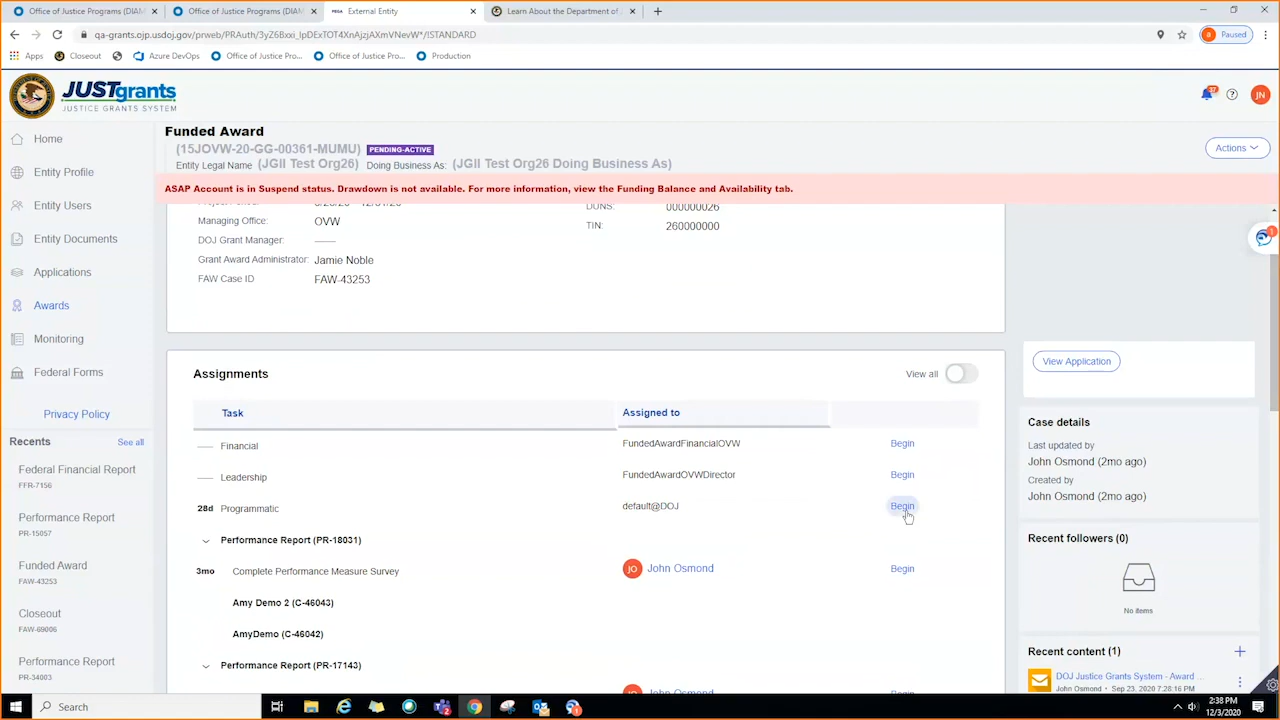 Office of Justice Programs (DIAM
Office of Justice Programs (DIAM
PEGA External Entity
Learn About the Department of J
qa-grants.ojp.usdoj.gov/prweb/PRAuth/3yZ6Bxxi_IpDExTOT4XnAjzjAXmVNevW*/!STANDARD
a Paused
Apps
Closeout
Azure DevOps
Office of Justice Pro...
Office of Justice Pro...
Production
JUSTgrants
JUSTICE GRANTS SYSTEM
37
JN
Home
Entity Profile
Entity Users
Entity Documents
Applications
Awards
Monitoring
Federal Forms
Privacy Policy
Recents See all
Federal Financial Report
FFR-7156
Performance Report
PR-15057
Funded Award
FAW-43253
Closeout
FAW-69006
Performance Report
PR-34003
Funded Award
(15JOVW-20-GG-00361-MUMU) PENDING-ACTIVE
Entity Legal Name (JGII Test Org26) Doing Business As: (JGII Test Org26 Doing Business As)
Actions
ASAP Account is in Suspend status. Drawdown is not available. For more information, view the Funding Balance and Availability tab.
Managing Office: OVW
DOJ Grant Manager: -----
Grant Award Administrator: Jamie Noble
FAW Case ID FAW-43253
DUNS: 000000026
TIN: 260000000
1
Assignments
View all
Task Assigned to
----- Financial FundedAwardFinancialOVW Begin
----- Leadership FundedAwardOVWDirector Begin
28d Programmatic default@DOJ Begin
Performance Report (PR-18031)
3mo Complete Performance Measure Survey JO John Osmond Begin
Amy Demo 2 (C-46043)
AmyDemo (C-46042)
Performance Report (PR-17143)
John Osmond Begin
View Application
Case details
Last updated by
John Osmond (2mo ago)
Created by
John Osmond (2mo ago)
Recent followers (0)
No items
Recent content (1)
DOJ Justice Grants System - Award ...
John Osmond • Sep 23, 2020 7:28:16 PM
Search
2:38 PM
12/3/2020